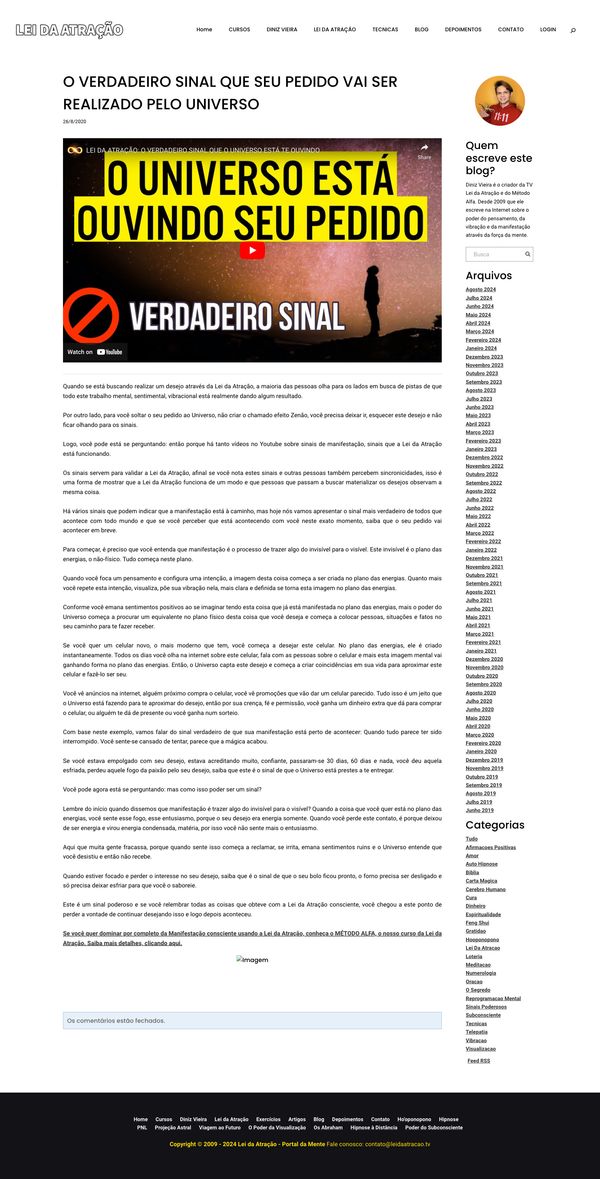 LEI DA ATRAÇÃO
Home CURSOS DINIZ VIEIRA LEI DA ATRAÇÃO TECNICAS BLOG DEPOIMENTOS CONTATO LOGIN
O VERDADEIRO SINAL QUE SEU PEDIDO VAI SER
REALIZADO PELO UNIVERSO
28/8/2020
LEI DA ATRAÇÃO: O VERDADEIRO SINAL QUE O UNIVERSO ESTÁ TE OUVINDO
Share
O UNIVERSO ESTÁ
OUVINDO SEU PEDIDO
VERDADEIRO SINAL
Watch on YouTube
Quando se está buscando realizar um desejo através da Lei da Atração, a maioria das pessoas olha para os lados em busca de pistas de que
todo este trabalho mental, sentimental, vibracional está realmente dando algum resultado.
Por outro lado, para você soltar o seu pedido ao Universo, não criar o chamado efeito Zenão, você precisa deixar ir, esquecer este desejo e não
ficar olhando para os sinais.
Logo, você pode está se perguntando: então porque há tanto vídeos no Youtube sobre sinais de manifestação, sinais que a Lei da Atração
está funcionando.
Os sinais servem para validar a Lei da Atração, afinal se você nota estes sinais e outras pessoas também percebem sincronicidades, isso é
uma forma de mostrar que a Lei da Atração funciona de um modo e que pessoas que passam a buscar materializar os desejos observam a
mesma coisa.
Há vários sinais que podem indicar que a manifestação está à caminho, mas hoje nós vamos apresentar o sinal mais verdadeiro de todos que
acontece com todo mundo e que se você perceber que está acontecendo com você neste exato momento, saiba que o seu pedido vai
acontecer em breve.
Para começar, é preciso que você entenda que manifestação é o processo de trazer algo do invisível para o visível. Este invisível é o plano das
energias, o não-físico. Tudo começa neste plano.
Quando você foca um pensamento e configura uma intenção, a imagem desta coisa começa a ser criada no plano das energias. Quanto mais
você repete esta intenção, visualiza, põe sua vibração nela, mais clara e definida se torna esta imagem no plano das energias.
Conforme você emana sentimentos positivos ao se imaginar tendo esta coisa que já está manifestada no plano das energias, mais o poder do
Universo começa a procurar um equivalente no plano físico desta coisa que você deseja e começa a colocar pessoas, situações e fatos no
seu caminho para te fazer receber.
Se você quer um celular novo, o mais moderno que tem, você começa a desejar este celular. No plano das energias, ele é criado
instantaneamente. Todos os dias você olha na internet sobre este celular, fala com as pessoas sobre o celular e mais esta imagem mental vai
ganhando forma no plano das energias. Então, o Universo capta este desejo e começa a criar coincidências em sua vida para aproximar este
celular e fazê-lo ser seu.
Você vê anúncios na internet, alguém próximo compra o celular, você vê promoções que vão dar um celular parecido. Tudo isso é um jeito que
o Universo está fazendo para te aproximar do desejo, então por sua crença, fé e permissão, você ganha um dinheiro extra que dá para comprar
o celular, ou alguém te dá de presente ou você ganha num sorteio.
Com base neste exemplo, vamos falar do sinal verdadeiro de que sua manifestação está perto de acontecer: Quando tudo parece ter sido
interrompido. Você sente-se cansado de tentar, parece que a mágica acabou.
Se você estava empolgado com seu desejo, estava acreditando muito, confiante, passaram-se 30 dias, 60 dias e nada, você deu aquela
esfriada, perdeu aquele fogo da paixão pelo seu desejo, saiba que este é o sinal de que o Universo está prestes a te entregar.
Você pode agora está se perguntando: mas como isso poder ser um sinal?
Lembre do início quando dissemos que manifestação é trazer algo do invisível para o visível? Quando a coisa que você quer está no plano das
energias, você sente esse fogo, esse entusiasmo, porque o seu desejo era energia somente. Quando você perde este contato, é porque deixou
de ser energia e virou energia condensada, matéria, por isso você não sente mais o entusiasmo.
Aqui que muita gente fracassa, porque quando sente isso começa a reclamar, se irrita, emana sentimentos ruins e o Universo entende que
você desistiu e então não recebe.
Quando estiver focado e perder o interesse no seu desejo, saiba que é o sinal de que o seu bolo ficou pronto, o forno precisa ser desligado e
só precisa deixar esfriar para que você o saboreie.
Este é um sinal poderoso e se você relembrar todas as coisas que obteve com a Lei da Atração consciente, você chegou a este ponto de
perder a vontade de continuar desejando isso e logo depois aconteceu.
Se você quer dominar por completo da Manifestação consciente usando a Lei da Atração, conheça o MÉTODO ALFA, o nosso curso da Lei da
Atração. Saiba mais detalhes, clicando aqui.
Imagem
Os comentários estão fechados.
11:11
Quem
escreve este
blog?
Diniz Vieira é o criador da TV
Lei da Atração e do Método
Alfa. Desde 2009 que ele
escreve na Internet sobre o
poder do pensamento, da
vibração e da manifestação
através da força da mente.
Busca
Arquivos
Agosto 2024
Julho 2024
Junho 2024
Maio 2024
Abril 2024
Março 2024
Fevereiro 2024
Janeiro 2024
Dezembro 2023
Novembro 2023
Outubro 2023
Setembro 2023
Agosto 2023
Julho 2023
Junho 2023
Maio 2023
Abril 2023
Março 2023
Fevereiro 2023
Janeiro 2023
Dezembro 2022
Novembro 2022
Outubro 2022
Setembro 2022
Agosto 2022
Julho 2022
Junho 2022
Maio 2022
Abril 2022
Março 2022
Fevereiro 2022
Janeiro 2022
Dezembro 2021
Novembro 2021
Outubro 2021
Setembro 2021
Agosto 2021
Julho 2021
Junho 2021
Maio 2021
Abril 2021
Março 2021
Fevereiro 2021
Janeiro 2021
Dezembro 2020
Novembro 2020
Outubro 2020
Setembro 2020
Agosto 2020
Julho 2020
Junho 2020
Maio 2020
Abril 2020
Março 2020
Fevereiro 2020
Janeiro 2020
Dezembro 2019
Novembro 2019
Outubro 2019
Setembro 2019
Agosto 2019
Julho 2019
Junho 2019
Categorias
Tudo
Afirmacoes Positivas
Amor
Auto Hipnose
Bíblia
Carta Magica
Cerebro Humano
Cura
Dinheiro
Espiritualidade
Feng Shui
Gratidao
Hooponopono
Lei Da Atracao
Loteria
Meditacao
Numerologia
Oracao
O Segredo
Reprogramacao Mental
Sinais Poderosos
Subconsciente
Tecnicas
Telepatia
Vibracao
Visualizacao
Feed RSS
Home Cursos Diniz Vieira Lei da Atração Exercícios Artigos Blog Depoimentos Contato Ho'oponopono Hipnose
PNL Projeção Astral Viagem ao Futuro O Poder da Visualização Os Abraham Hipnose à Distância Poder do Subconsciente
Copyright © 2009 - 2024 Lei da Atração - Portal da Mente Fale conosco: contato@leidaatracao.tv